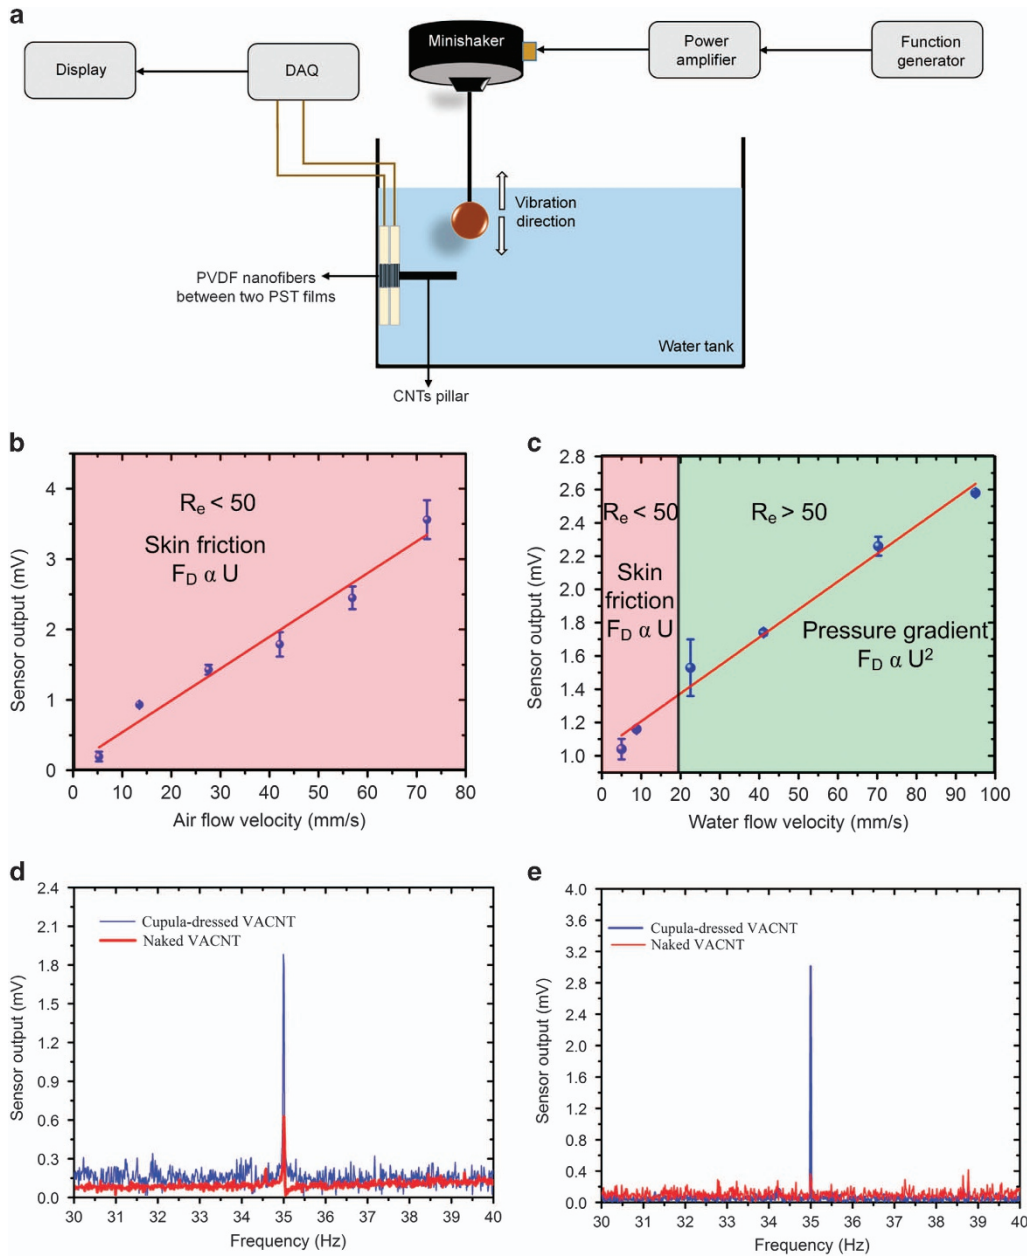 a
Display
DAQ
Minishaker
Power
amplifier
Function
generator
Vibration
direction
PVDF nanofibers
between two PST films
Water tank
CNTs pillar
b
Sensor output (mV)
4
3
2
1
0
Rₑ < 50
Skin friction
F_D α U
0 10 20 30 40 50 60 70 80
Air flow velocity (mm/s)
c
Sensor output (mV)
2.8
2.6
2.4
2.2
2.0
1.8
1.6
1.4
1.2
1.0
Rₑ < 50
Skin
friction
F_D α U
Rₑ > 50
Pressure gradient
F_D α U²
0 10 20 30 40 50 60 70 80 90 100
Water flow velocity (mm/s)
d
Sensor output (mV)
2.4
2.1
1.8
1.5
1.2
0.9
0.6
0.3
0.0
Cupula-dressed VACNT
Naked VACNT
30 31 32 33 34 35 36 37 38 39 40
Frequency (Hz)
e
Sensor output (mV)
4.0
3.6
3.2
2.8
2.4
2.0
1.6
1.2
0.8
0.4
0.0
Cupula-dressed VACNT
Naked VACNT
30 31 32 33 34 35 36 37 38 39 40
Frequency (Hz)